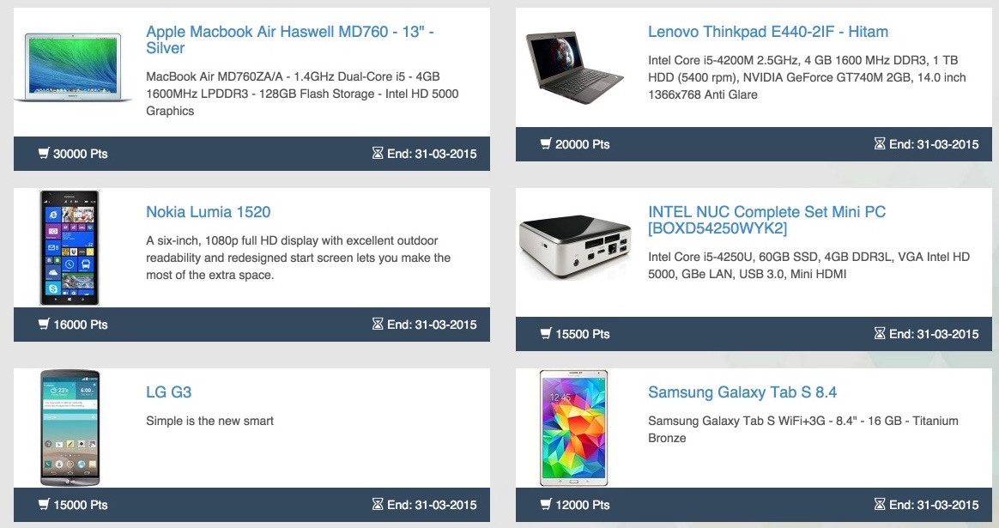 Apple Macbook Air Haswell MD760 - 13" -
Silver
MacBook Air MD760ZA/A - 1.4GHz Dual-Core i5 - 4GB
1600MHz LPDDR3 - 128GB Flash Storage - Intel HD 5000
Graphics
30000 Pts
End: 31-03-2015
Lenovo Thinkpad E440-2IF - Hitam
Intel Core i5-4200M 2.5GHz, 4 GB 1600 MHz DDR3, 1 TB
HDD (5400 rpm), NVIDIA GeForce GT740M 2GB, 14.0 inch
1366x768 Anti Glare
20000 Pts
End: 31-03-2015
Nokia Lumia 1520
A six-inch, 1080p full HD display with excellent outdoor
readability and redesigned start screen lets you make the
most of the extra space.
16000 Pts
End: 31-03-2015
INTEL NUC Complete Set Mini PC
[BOXD54250WYK2]
Intel Core i5-4250U, 60GB SSD, 4GB DDR3L, VGA Intel HD
5000, GBe LAN, USB 3.0, Mini HDMI
15500 Pts
End: 31-03-2015
LG G3
Simple is the new smart
23°c
6:00
15000 Pts
End: 31-03-2015
Samsung Galaxy Tab S 8.4
Samsung Galaxy Tab S WiFi+3G - 8.4" - 16 GB - Titanium
Bronze
12:45
12000 Pts
End: 31-03-2015